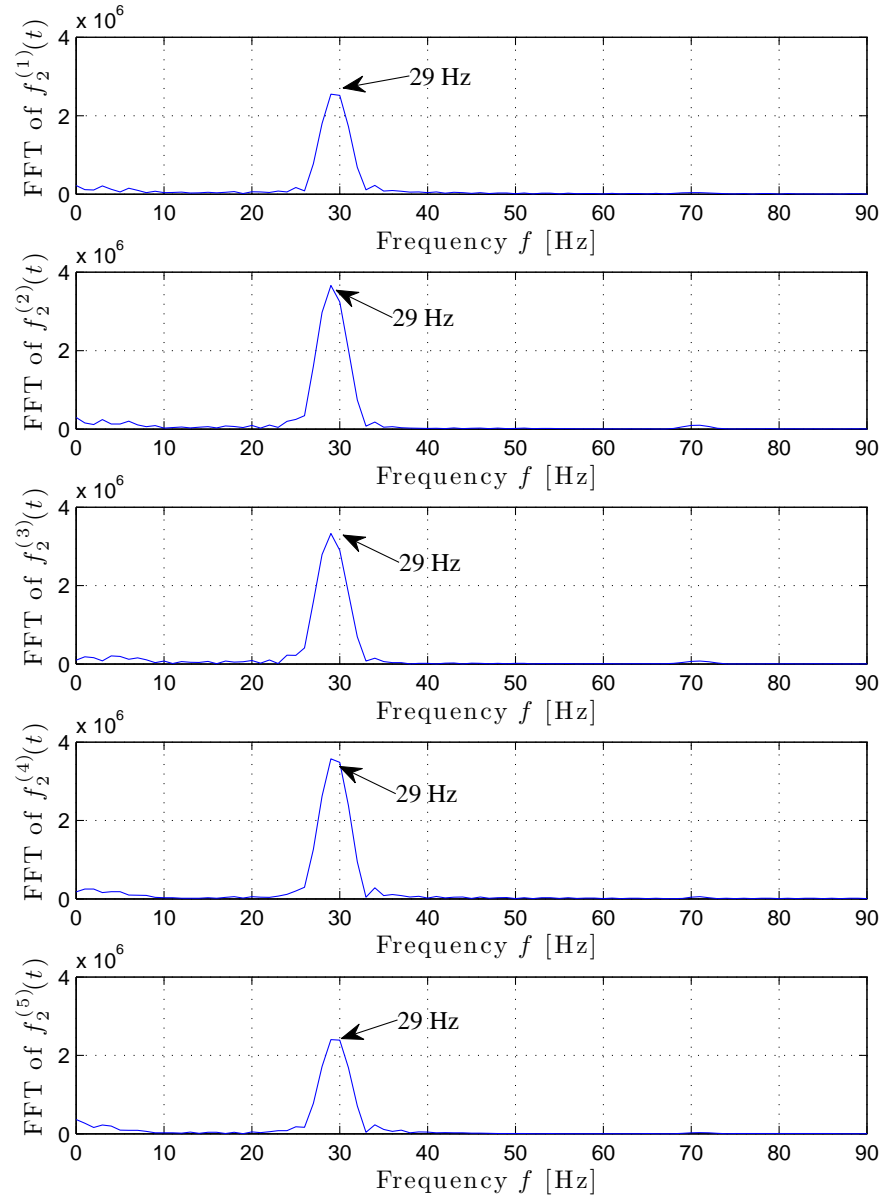 x 10^6
4
2
0
FFT of f_2^{(1)}(t)
29 Hz
0 10 20 30 40 50 60 70 80 90
Frequency f [Hz]
x 10^6
4
2
0
FFT of f_2^{(2)}(t)
29 Hz
0 10 20 30 40 50 60 70 80 90
Frequency f [Hz]
x 10^6
4
2
0
FFT of f_2^{(3)}(t)
29 Hz
0 10 20 30 40 50 60 70 80 90
Frequency f [Hz]
x 10^6
4
2
0
FFT of f_2^{(4)}(t)
29 Hz
0 10 20 30 40 50 60 70 80 90
Frequency f [Hz]
x 10^6
4
2
0
FFT of f_2^{(5)}(t)
29 Hz
0 10 20 30 40 50 60 70 80 90
Frequency f [Hz]